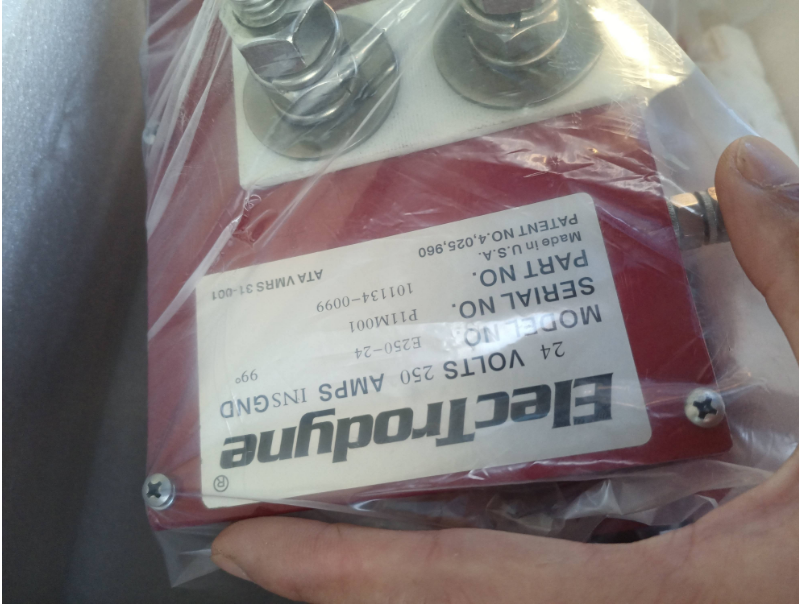 ElecTrodyne®
24 VOLTS 250 AMPS INSGND
MODEL NO. E250-24 99°
SERIAL NO. P11M001
PART NO. 101134-0099
Made in U.S.A.
PATENT NO.4,025,960 ATA VMRS 31-001